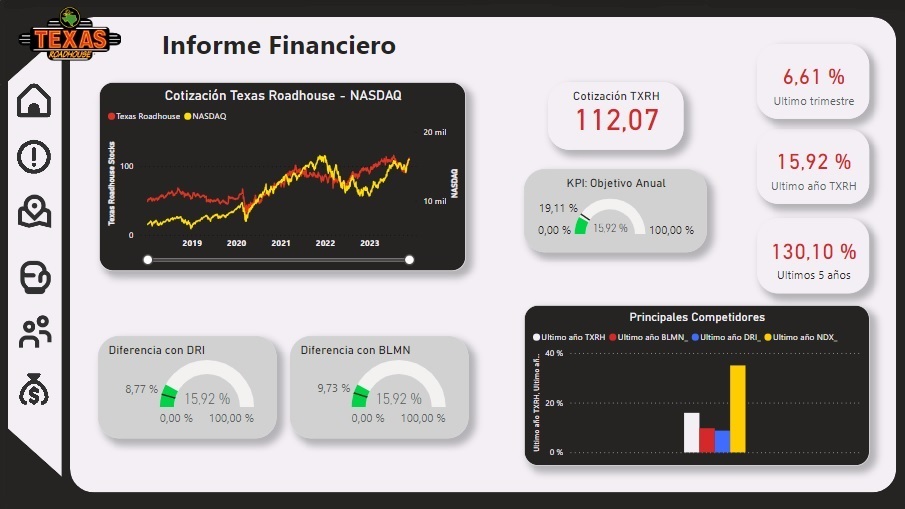 TEXAS
ROADHOUSE
Informe Financiero
Cotización Texas Roadhouse - NASDAQ
Texas Roadhouse NASDAQ
Texas Roadhouse Stocks
100
0
20 mil
10 mil
NASDAQ
2019 2020 2021 2022 2023
Cotización TXRH
112,07
6,61 %
Ultimo trimestre
15,92 %
Ultimo año TXRH
130,10 %
Ultimos 5 años
KPI: Objetivo Anual
19,11 %
0,00 % 15,92 % 100,00 %
Diferencia con DRI
8,77 %
15,92 %
0,00 % 100,00 %
Diferencia con BLMN
9,73 %
15,92 %
0,00 % 100,00 %
Principales Competidores
Ultimo año TXRH Ultimo año BLMN_ Ultimo año DRI_ Ultimo año NDX_
Ultimo año TXRH, Ultimo añ...
40 %
20 %
0 %